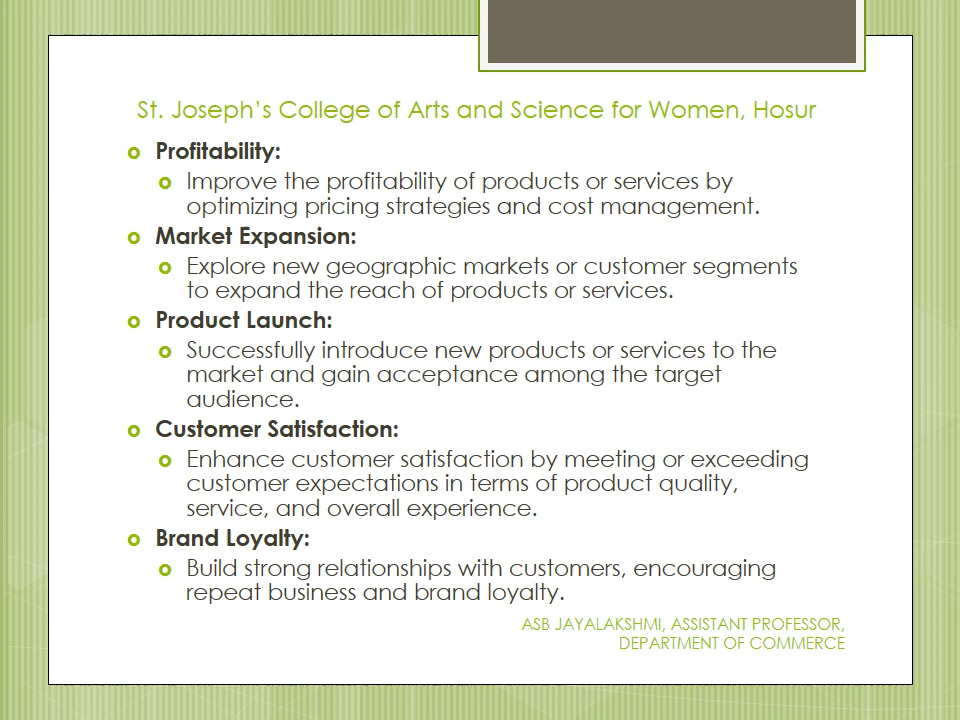 St. Joseph's College of Arts and Science for Women, Hosur
Profitability:
Improve the profitability of products or services by
optimizing pricing strategies and cost management.
Market Expansion:
Explore new geographic markets or customer segments
to expand the reach of products or services.
Product Launch:
Successfully introduce new products or services to the
market and gain acceptance among the target
audience.
Customer Satisfaction:
Enhance customer satisfaction by meeting or exceeding
customer expectations in terms of product quality,
service, and overall experience.
Brand Loyalty:
Build strong relationships with customers, encouraging
repeat business and brand loyalty.
ASB JAYALAKSHMI, ASSISTANT PROFESSOR,
DEPARTMENT OF COMMERCE